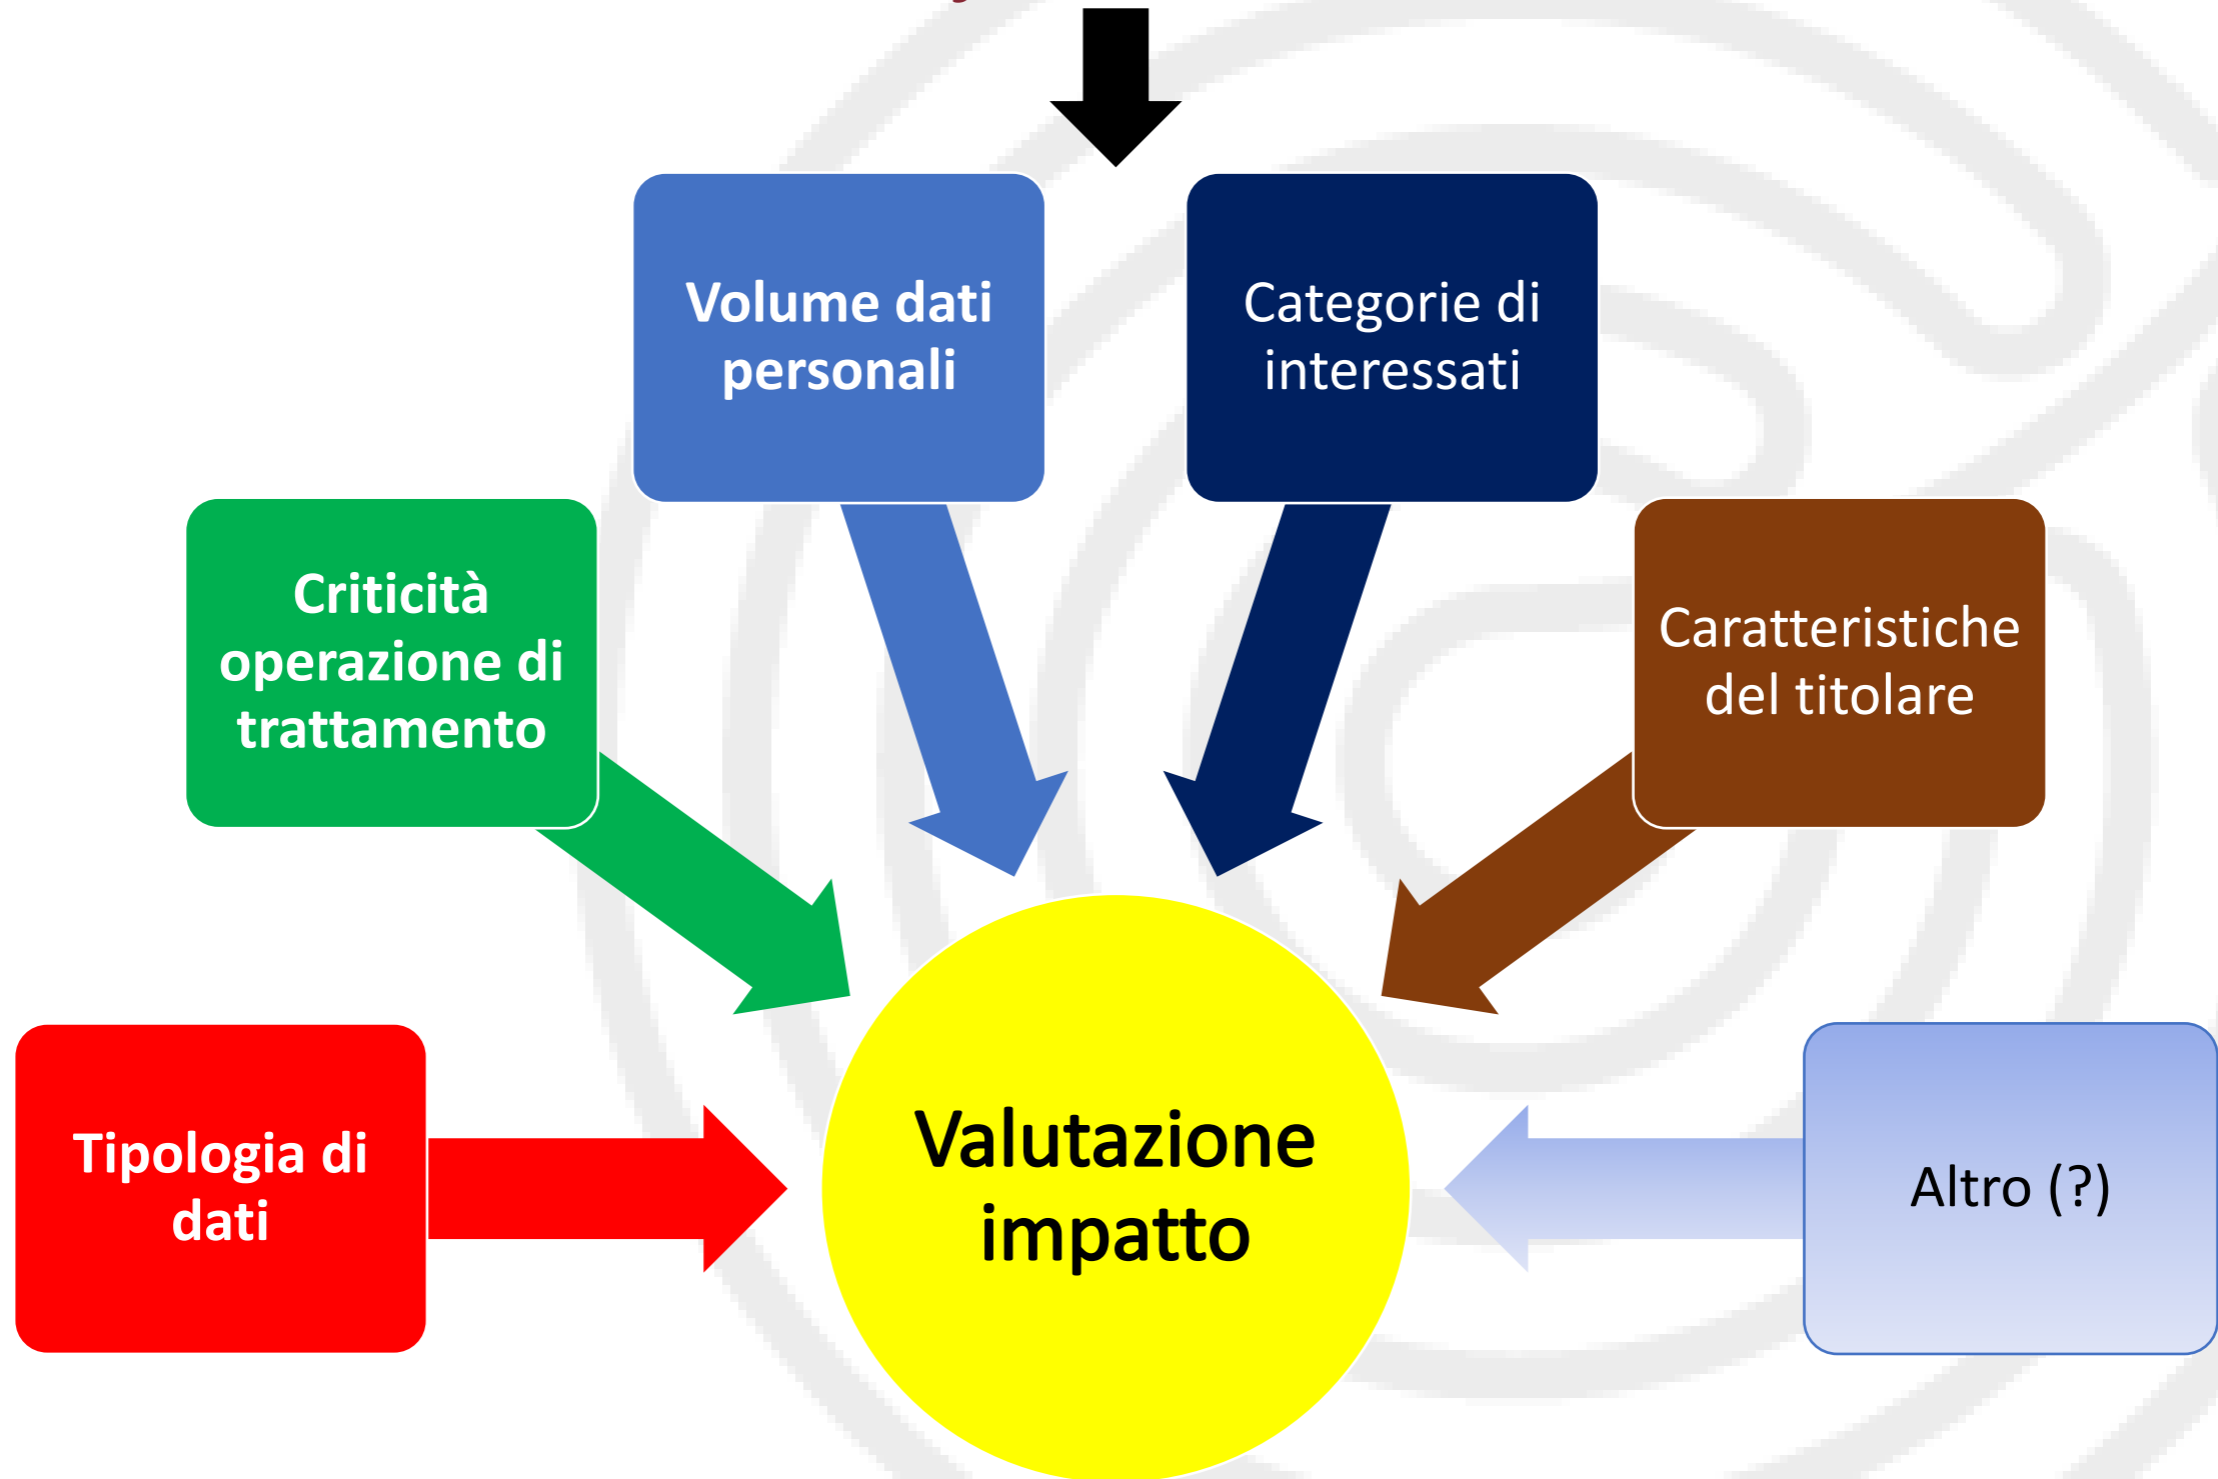 Volume dati
personali
Categorie di
interessati
Criticità
operazione di
trattamento
Caratteristiche
del titolare
Tipologia di
dati
Valutazione
impatto
Altro (?)